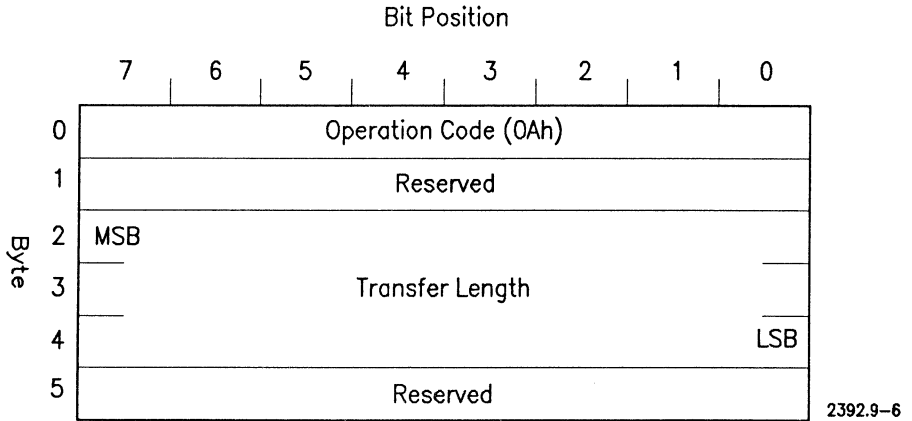 Bit Position
7 6 5 4 3 2 1 0
0 Operation Code (0Ah)
1 Reserved
2 MSB
Byte
3 Transfer Length
4 LSB
5 Reserved
2392.9-6